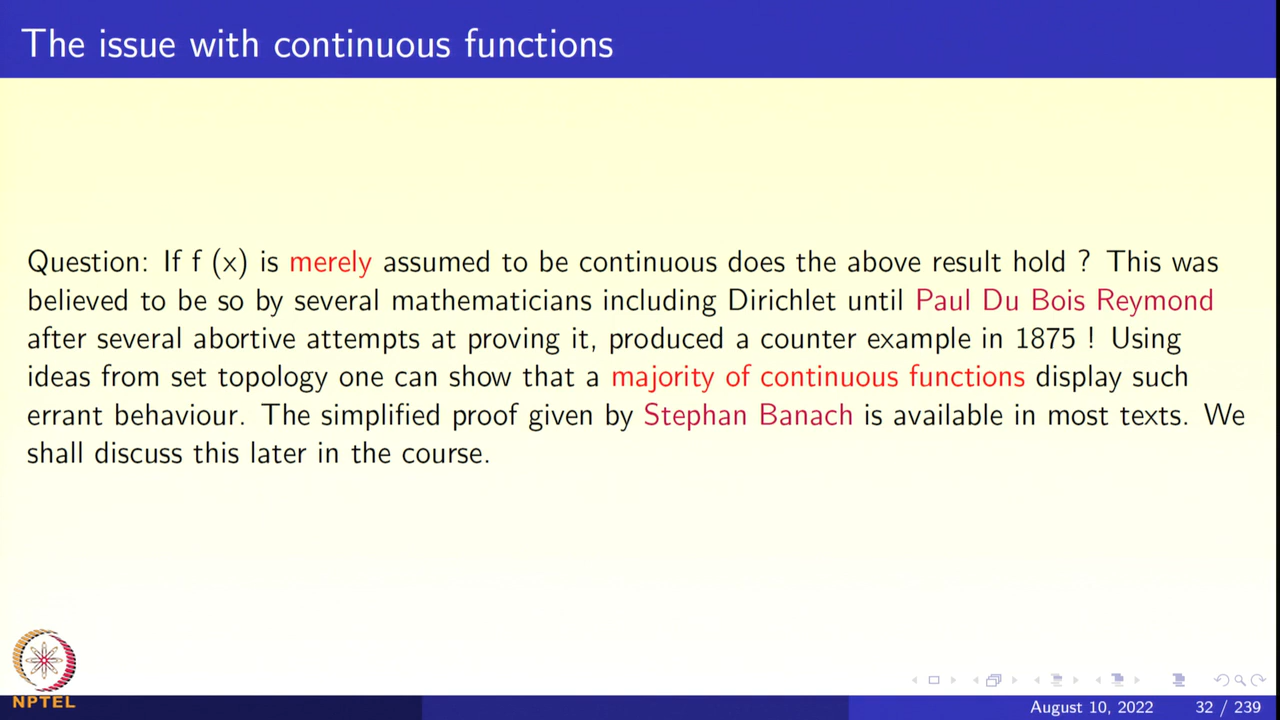 The issue with continuous functions
Question: If f (x) is merely assumed to be continuous does the above result hold ? This was
believed to be so by several mathematicians including Dirichlet until Paul Du Bois Reymond
after several abortive attempts at proving it, produced a counter example in 1875 ! Using
ideas from set topology one can show that a majority of continuous functions display such
errant behaviour. The simplified proof given by Stephan Banach is available in most texts. We
shall discuss this later in the course.
NPTEL
August 10, 2022 32 / 239